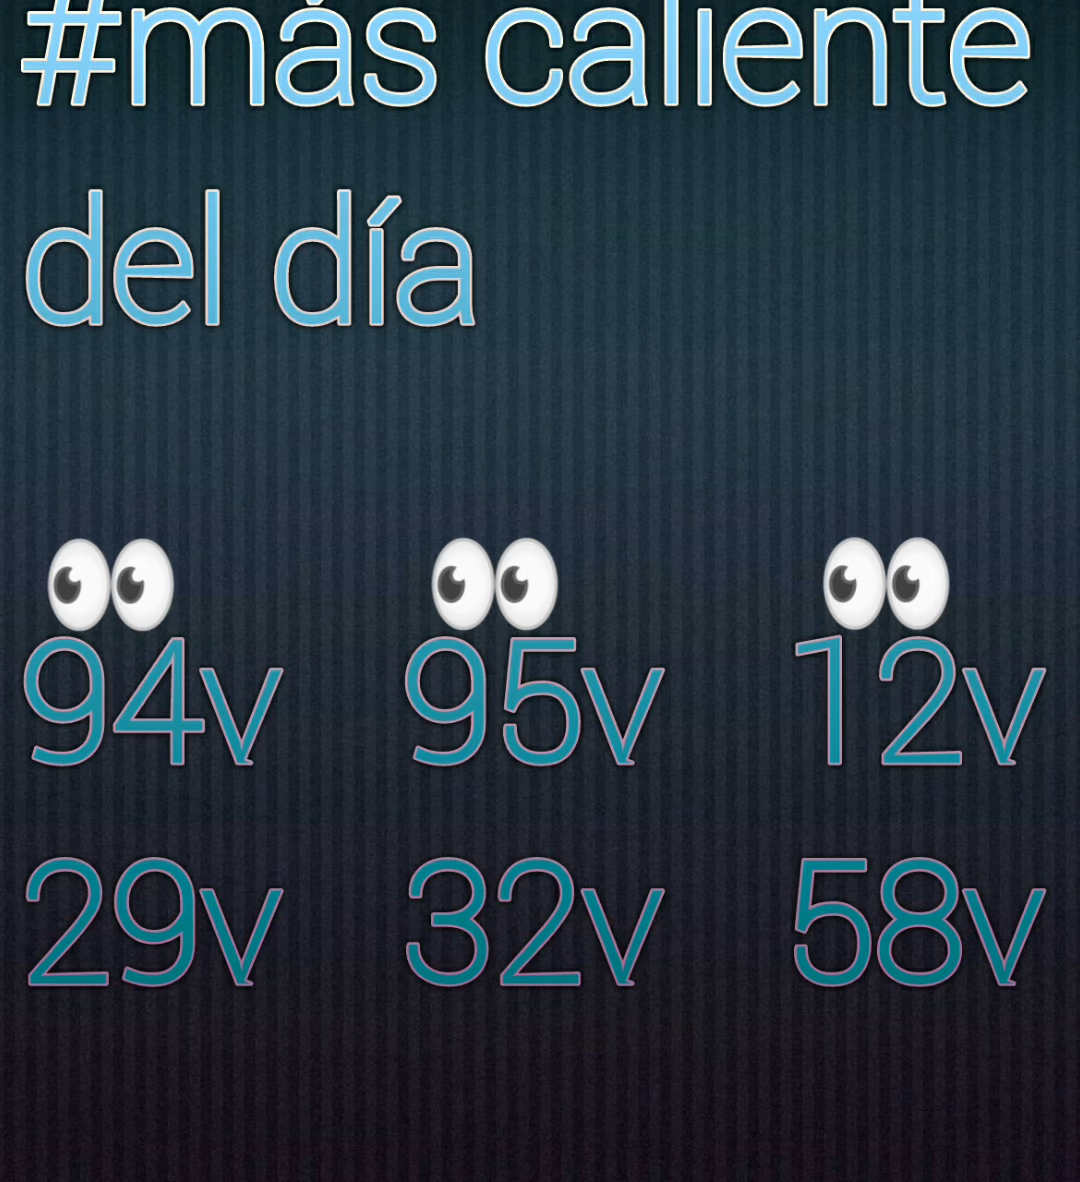 #más caliente
del día
👀 👀 👀
94v 95v 12v
29v 32v 58v